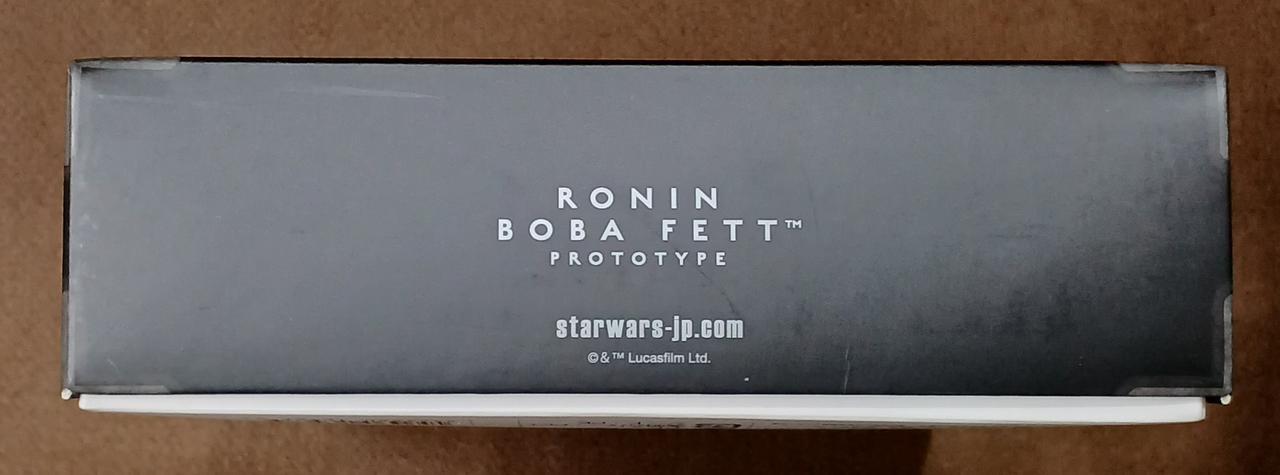 RONIN
BOBA FETT™
PROTOTYPE
starwars-jp.com
©&™ Lucasfilm Ltd.